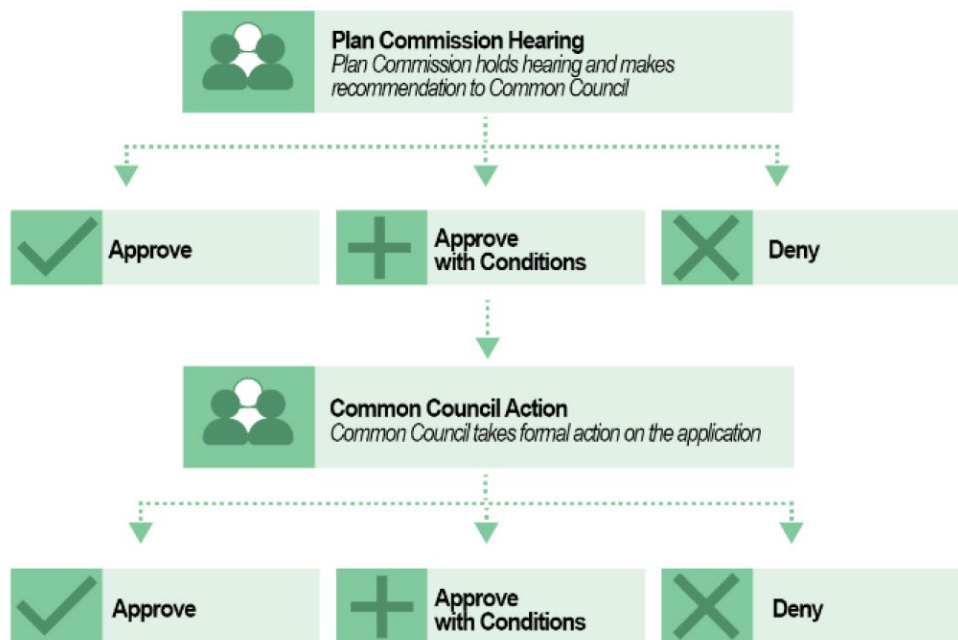 Plan Commission Hearing
Plan Commission holds hearing and makes
recommendation to Common Council
Approve
Approve
with Conditions
Deny
Common Council Action
Common Council takes formal action on the application
Approve
Approve
with Conditions
Deny